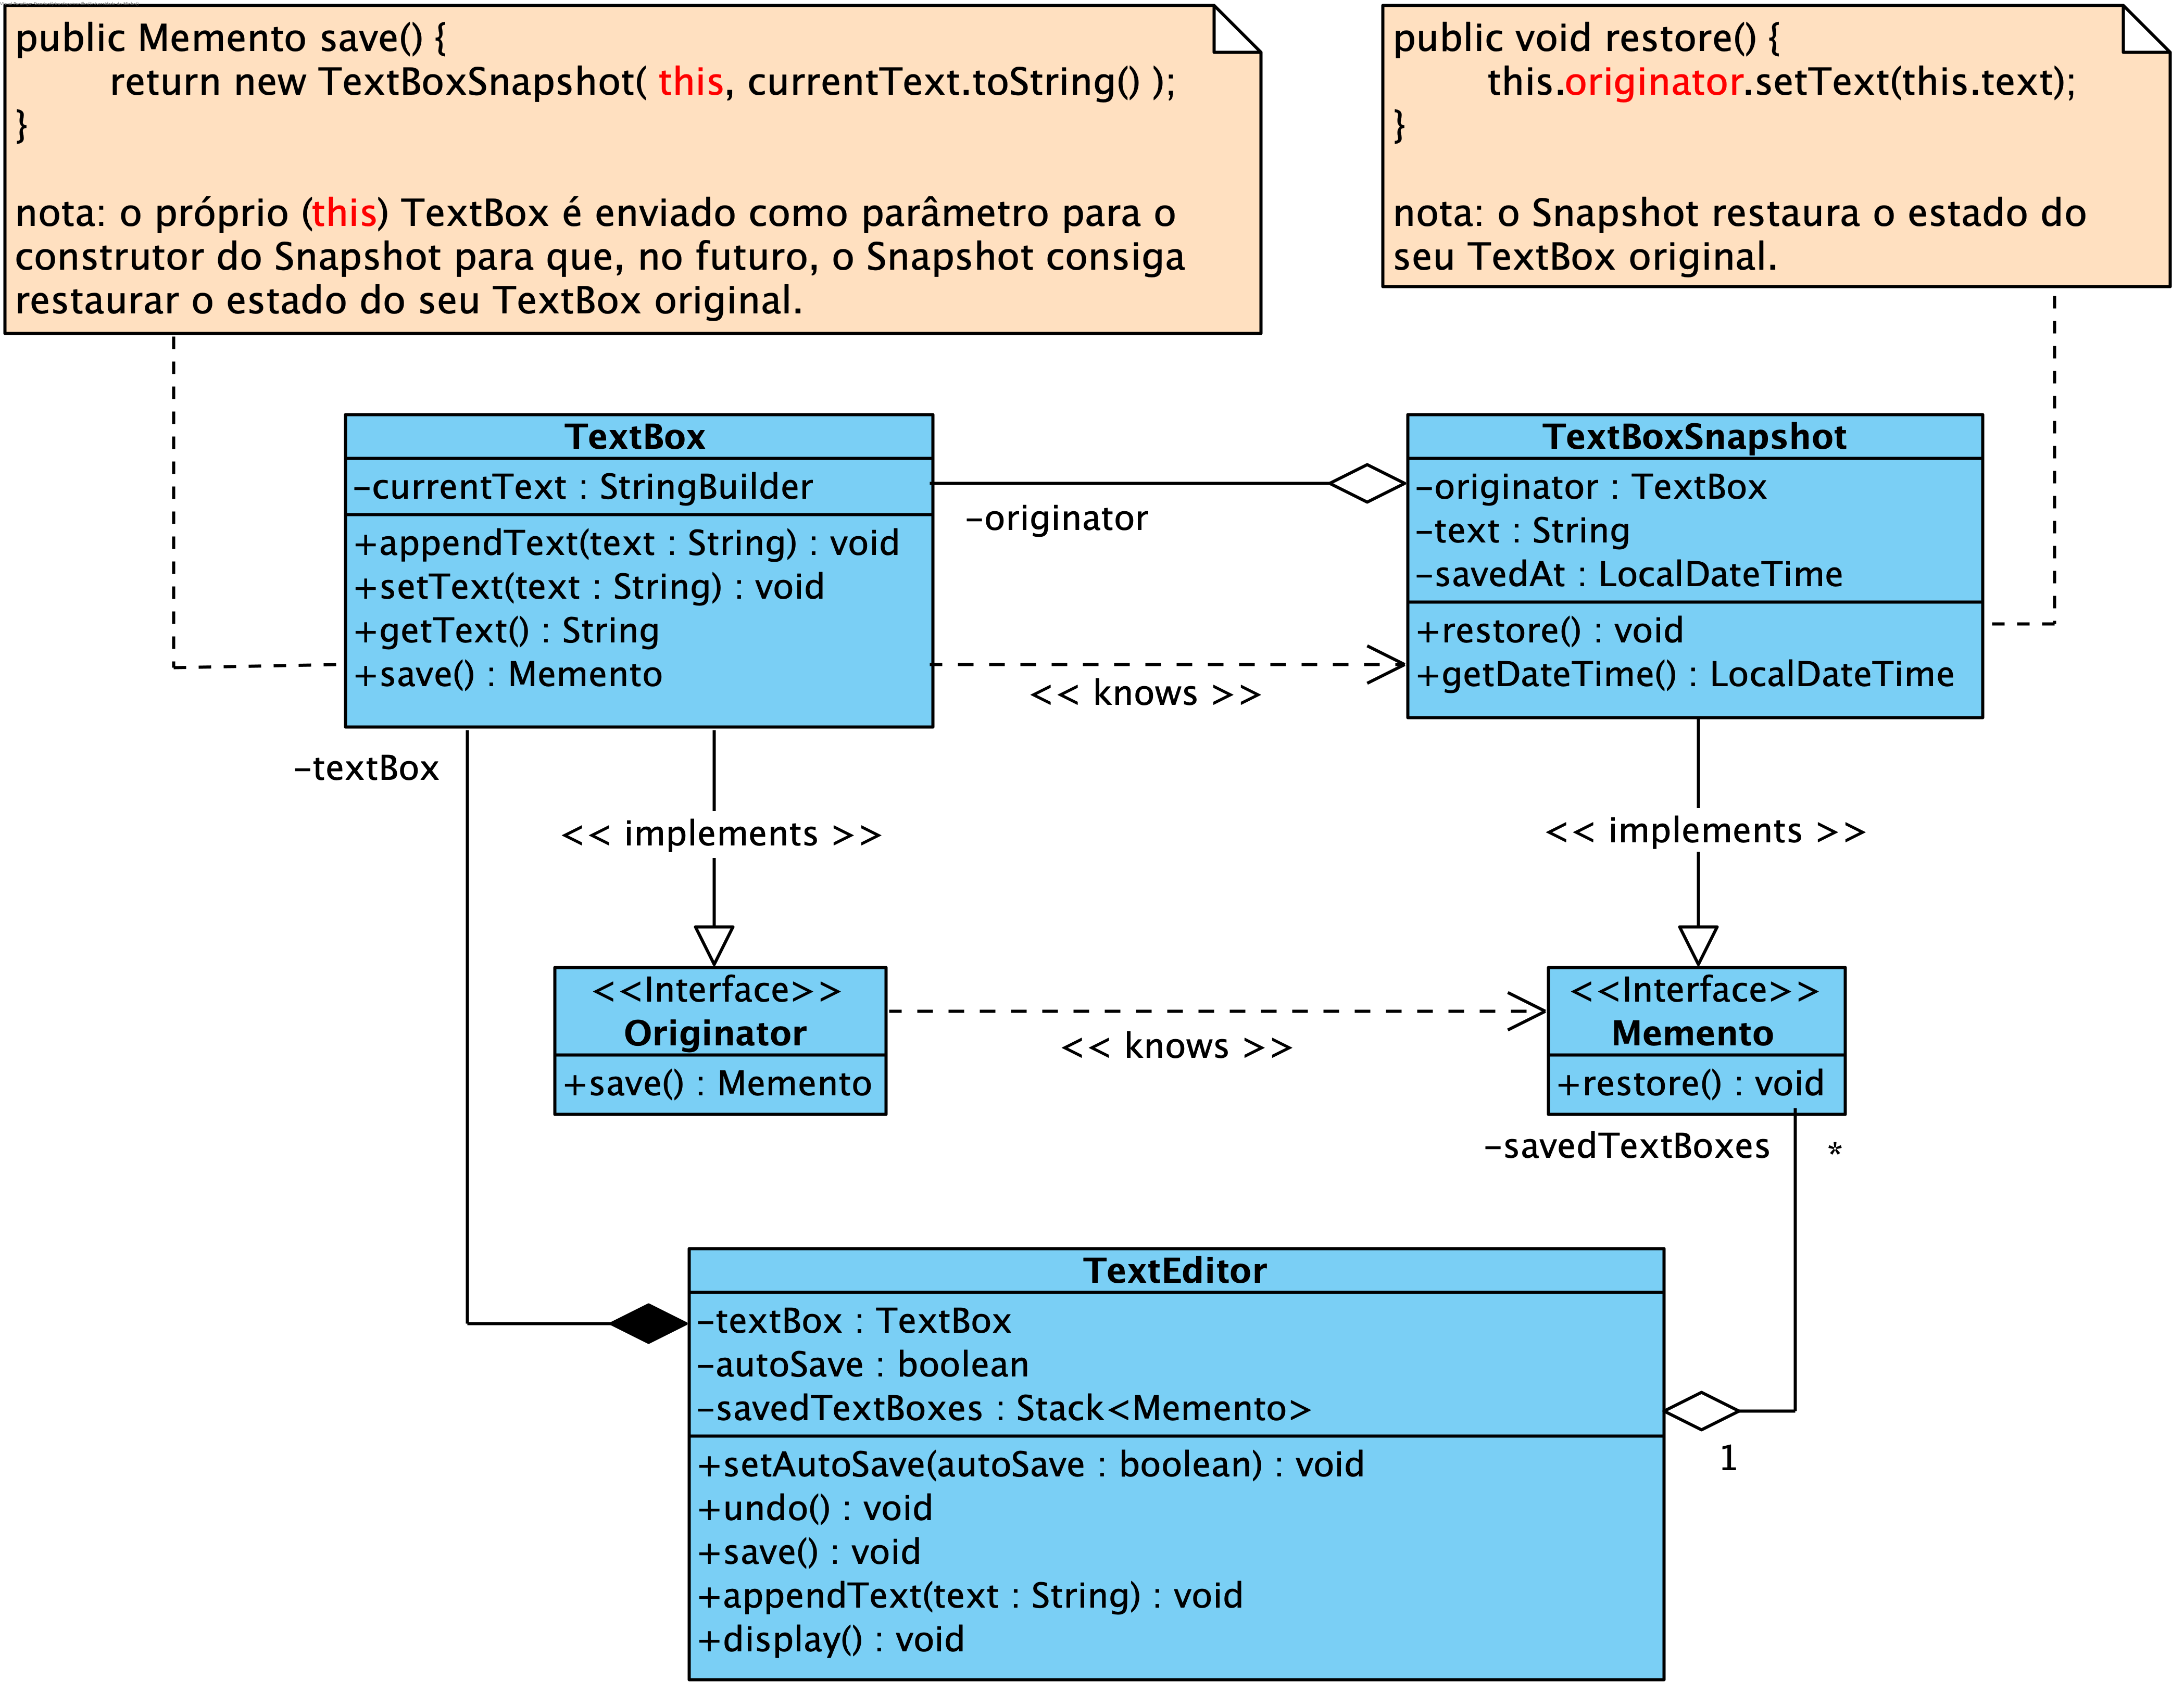 public Memento save() {
return new TextBoxSnapshot( this, currentText.toString() );
}
nota: o próprio (this) TextBox é enviado como parâmetro para o
construtor do Snapshot para que, no futuro, o Snapshot consiga
restaurar o estado do seu TextBox original.
public void restore() {
this.originator.setText(this.text);
}
nota: o Snapshot restaura o estado do
seu TextBox original.
TextBox
-currentText : StringBuilder
+appendText(text : String) : void
+setText(text : String) : void
+getText() : String
+save() : Memento
-originator
<< knows >>
TextBoxSnapshot
-originator : TextBox
-text : String
-savedAt : LocalDateTime
+restore() : void
+getDateTime() : LocalDateTime
-textBox
<< implements >>
<< implements >>
<<Interface>>
Originator
+save() : Memento
<< knows >>
<<Interface>>
Memento
+restore() : void
-savedTextBoxes
*
TextEditor
-textBox : TextBox
-autoSave : boolean
-savedTextBoxes : Stack<Memento>
+setAutoSave(autoSave : boolean) : void
+undo() : void
+save() : void
+appendText(text : String) : void
+display() : void
1